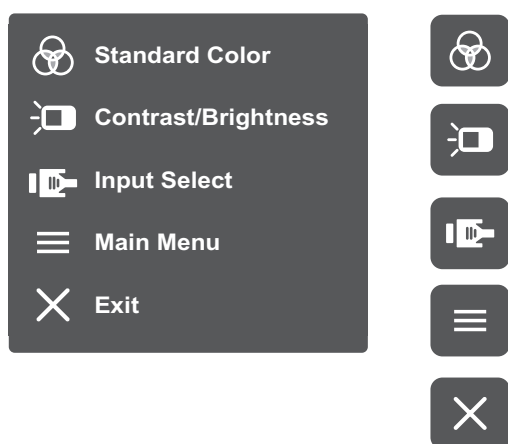 Standard Color
Contrast/Brightness
Input Select
Main Menu
Exit